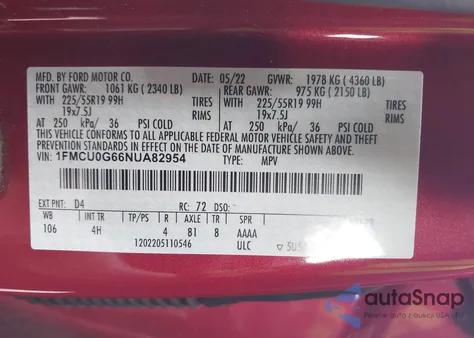 MFD. BY FORD MOTOR CO.
DATE: 05/22 GVWR: 1978 KG ( 4360 LB)
FRONT GAWR: 1061 KG ( 2340 LB) REAR GAWR: 975 KG ( 2150 LB)
WITH 225/55R19 99H TIRES WITH 225/55R19 99H TIRES
19x7.5J RIMS 19x7.5J RIMS
AT 250 kPa/ 36 PSI COLD AT 250 kPa/ 36 PSI COLD
THIS VEHICLE CONFORMS TO ALL APPLICABLE FEDERAL MOTOR VEHICLE SAFETY AND THEFT
PREVENTION STANDARDS IN EFFECT ON THE DATE OF MANUFACTURE SHOWN ABOVE.
VIN: 1FMCU0G66NUA82954 TYPE: MPV
EXT PNT: D4 RC: 72 DSO:
WB INT TR TP/PS R AXLE TR SPR
106 4H 4 81 8 AAAA
1202205110546 ULC
autoSnap
Pewne auto z aukcji USA i EU